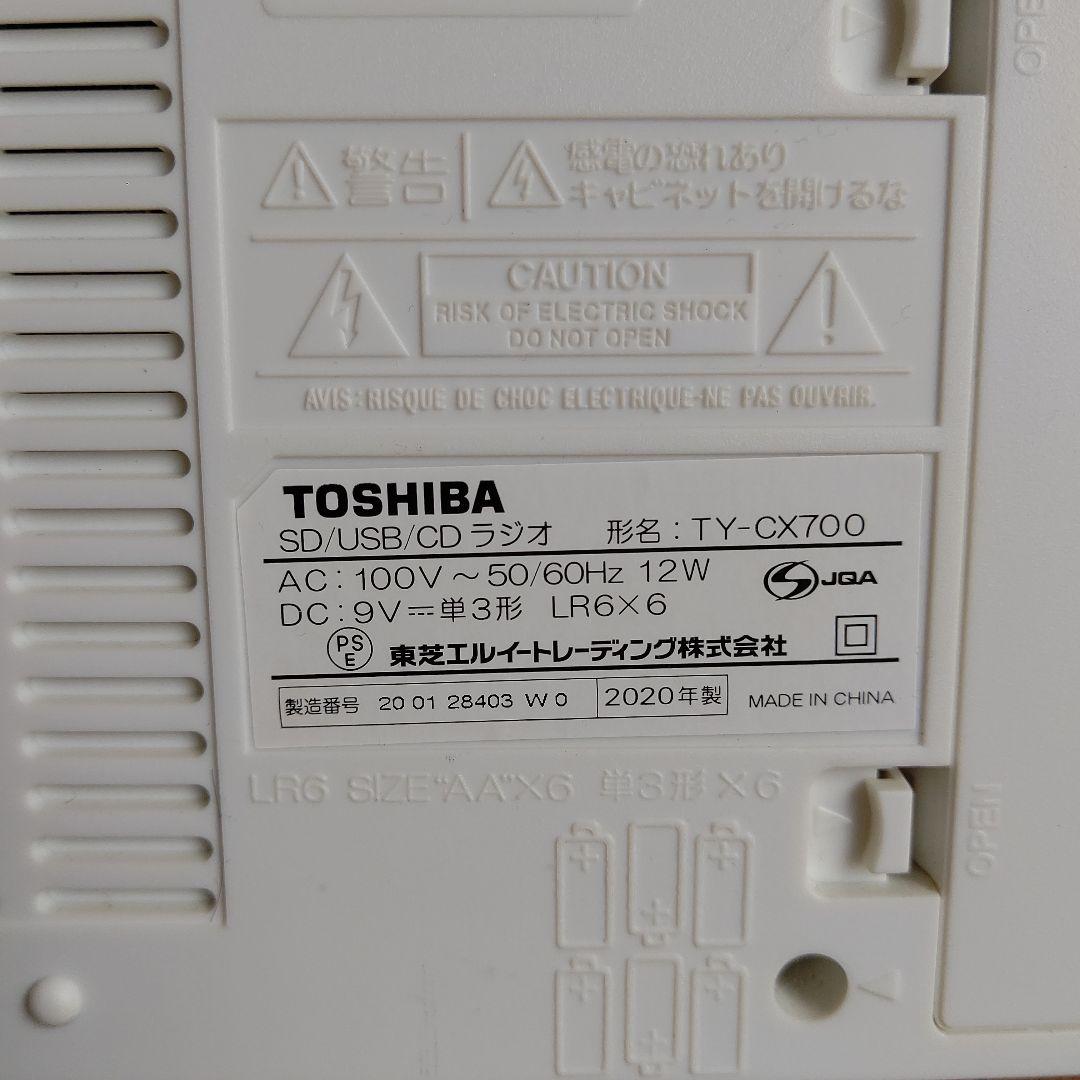 OPEN
警告
感電の恐れあり
キャビネットを開けるな
CAUTION
RISK OF ELECTRIC SHOCK
DO NOT OPEN
AVIS:RISQUE DE CHOC ELECTRIQUE-NE PAS OUVRIR.
TOSHIBA
SD/USB/CDラジオ 形名：TY-CX700
AC：100V～50/60Hz 12W
JQA
DC：9V⎓単3形 LR6×6
PSE 東芝エルイートレーディング株式会社
製造番号 20 01 28403 W 0 2020年製 MADE IN CHINA
LR6 SIZE“AA”×6 単3形×6
OPEN